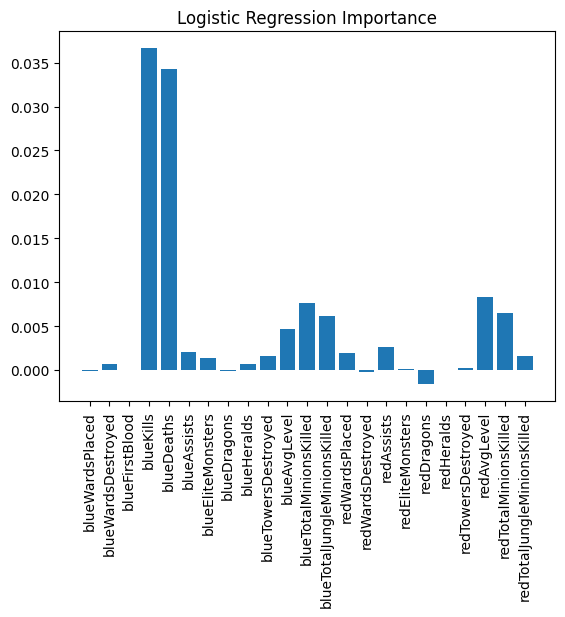 Logistic Regression Importance
0.035
0.030
0.025
0.020
0.015
0.010
0.005
0.000
blueWardsPlaced
blueWardsDestroyed
blueFirstBlood
blueKills
blueDeaths
blueAssists
blueEliteMonsters
blueDragons
blueHeralds
blueTowersDestroyed
blueAvgLevel
blueTotalMinionsKilled
blueTotalJungleMinionsKilled
redWardsPlaced
redWardsDestroyed
redAssists
redEliteMonsters
redDragons
redHeralds
redTowersDestroyed
redAvgLevel
redTotalMinionsKilled
redTotalJungleMinionsKilled